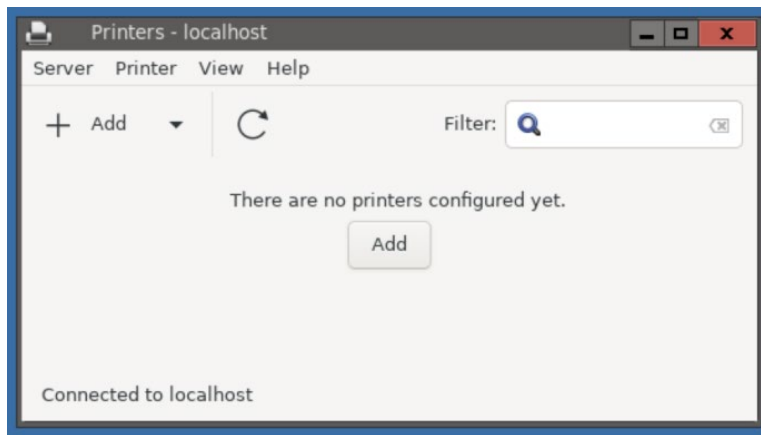 Printers - localhost
Server Printer View Help
Add Filter:
There are no printers configured yet.
Add
Connected to localhost